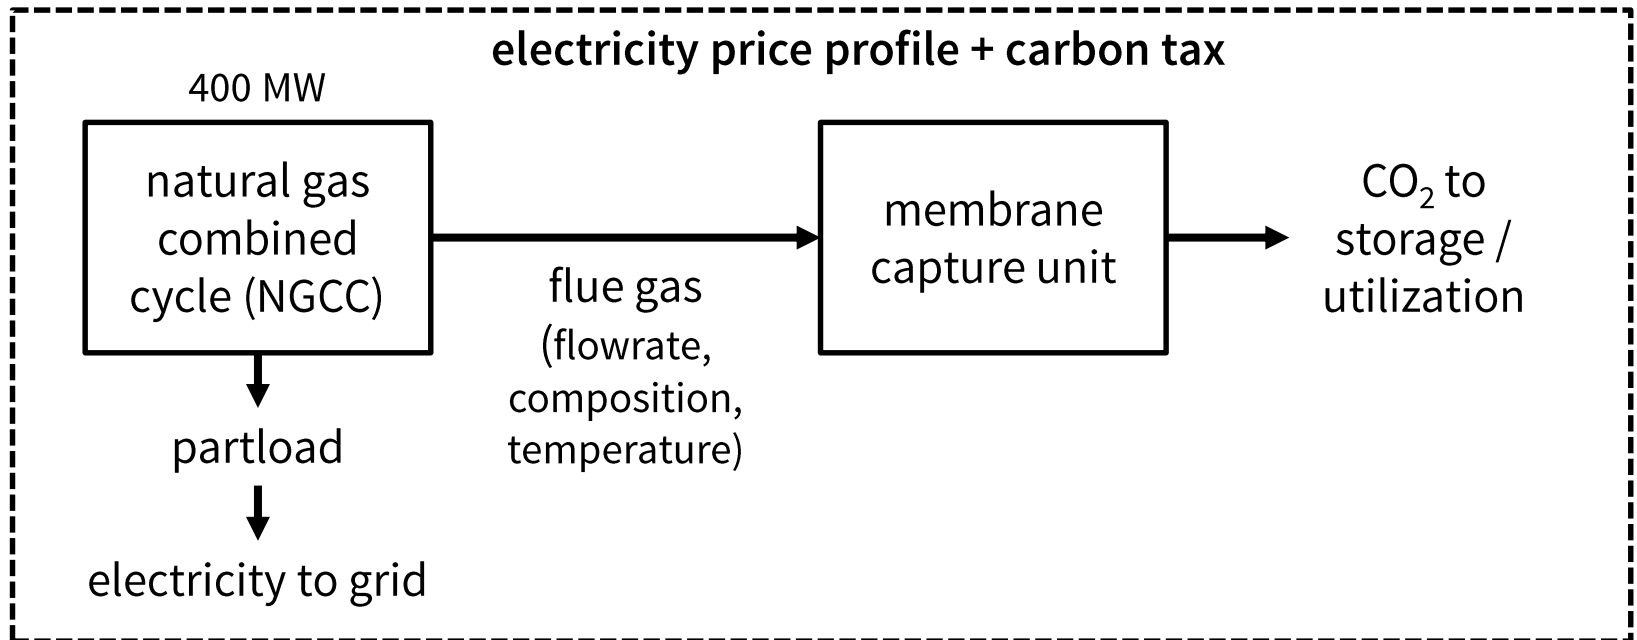 electricity price profile + carbon tax
400 MW
natural gas
combined
cycle (NGCC)
flue gas
(flowrate,
composition,
temperature)
membrane
capture unit
CO₂ to
storage /
utilization
partload
electricity to grid